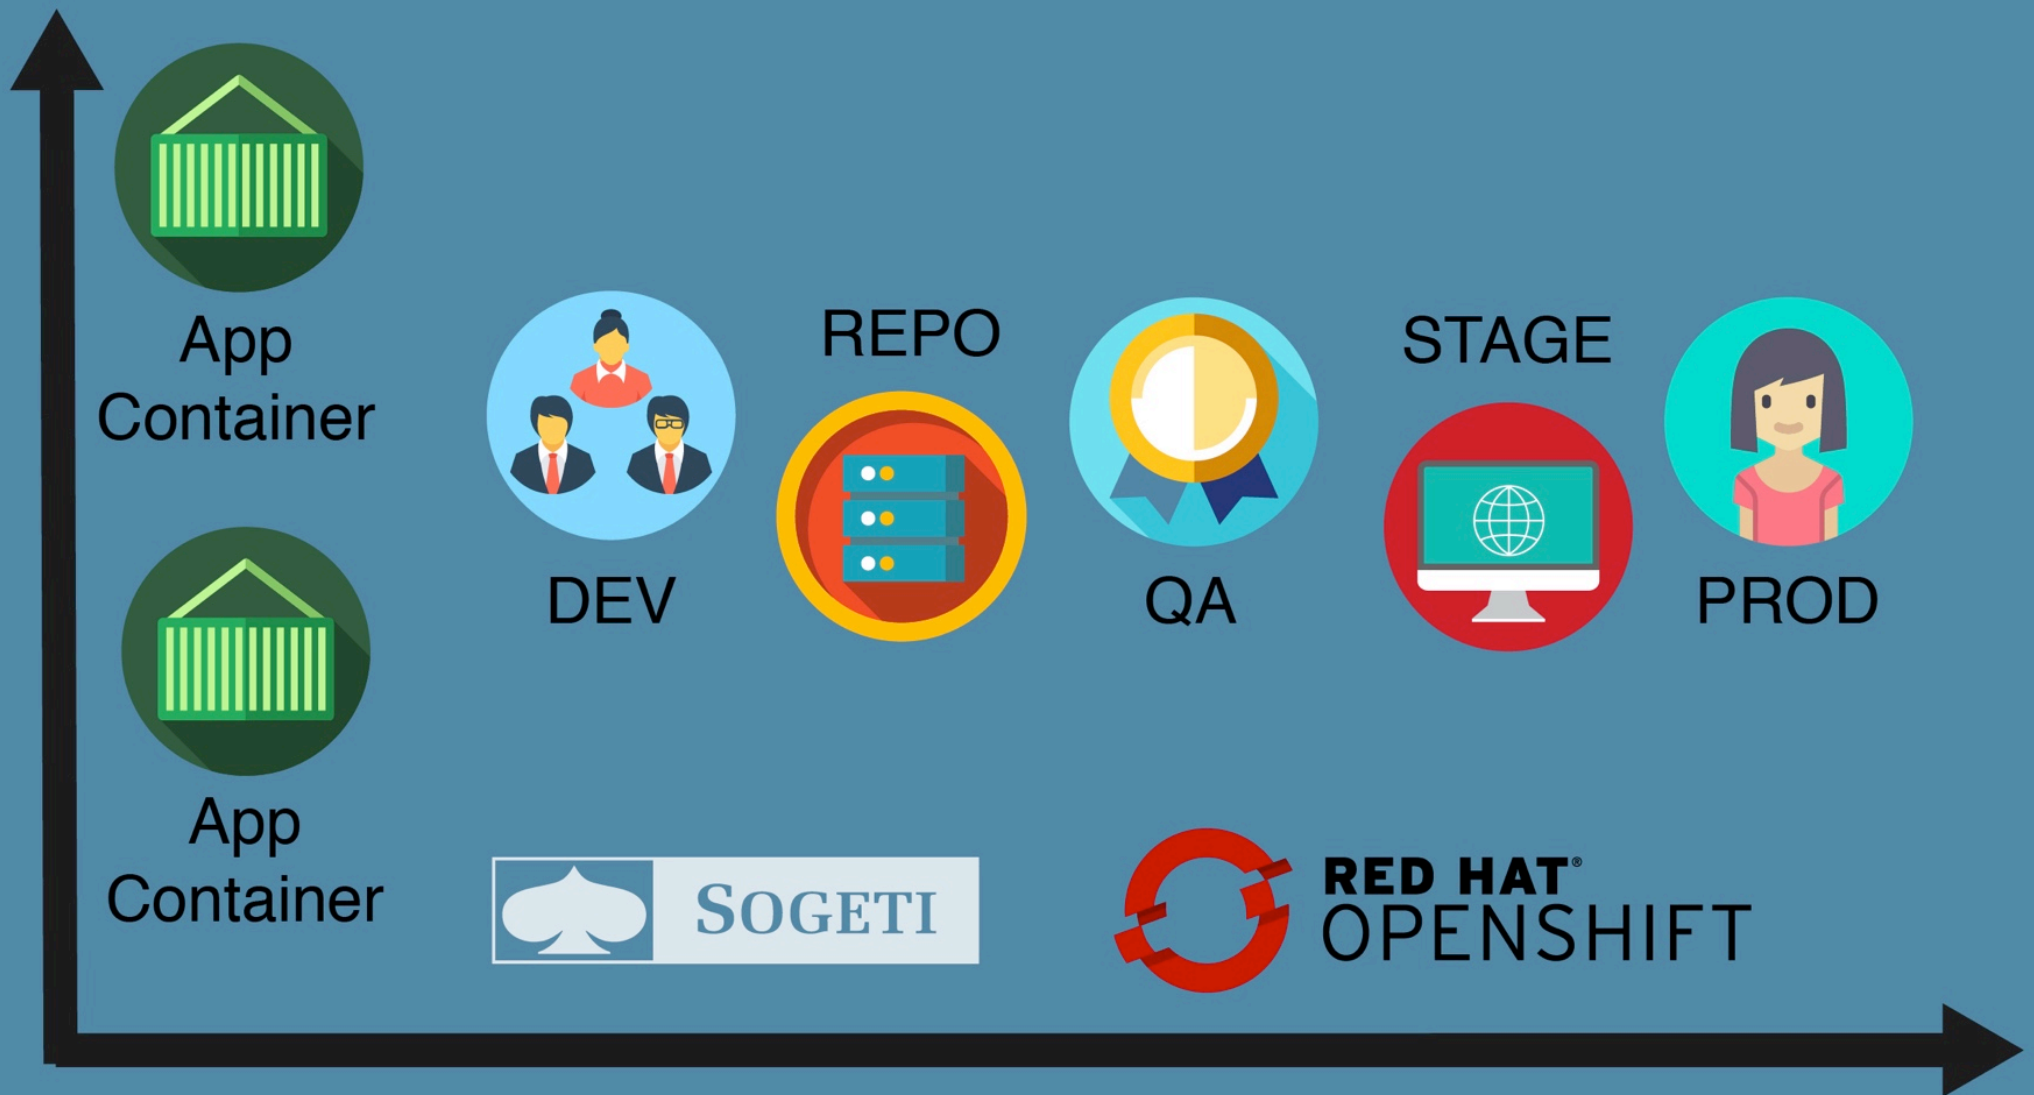 App
Container
DEV
REPO
QA
STAGE
PROD
App
Container
SOGETI
RED HAT®
OPENSHIFT